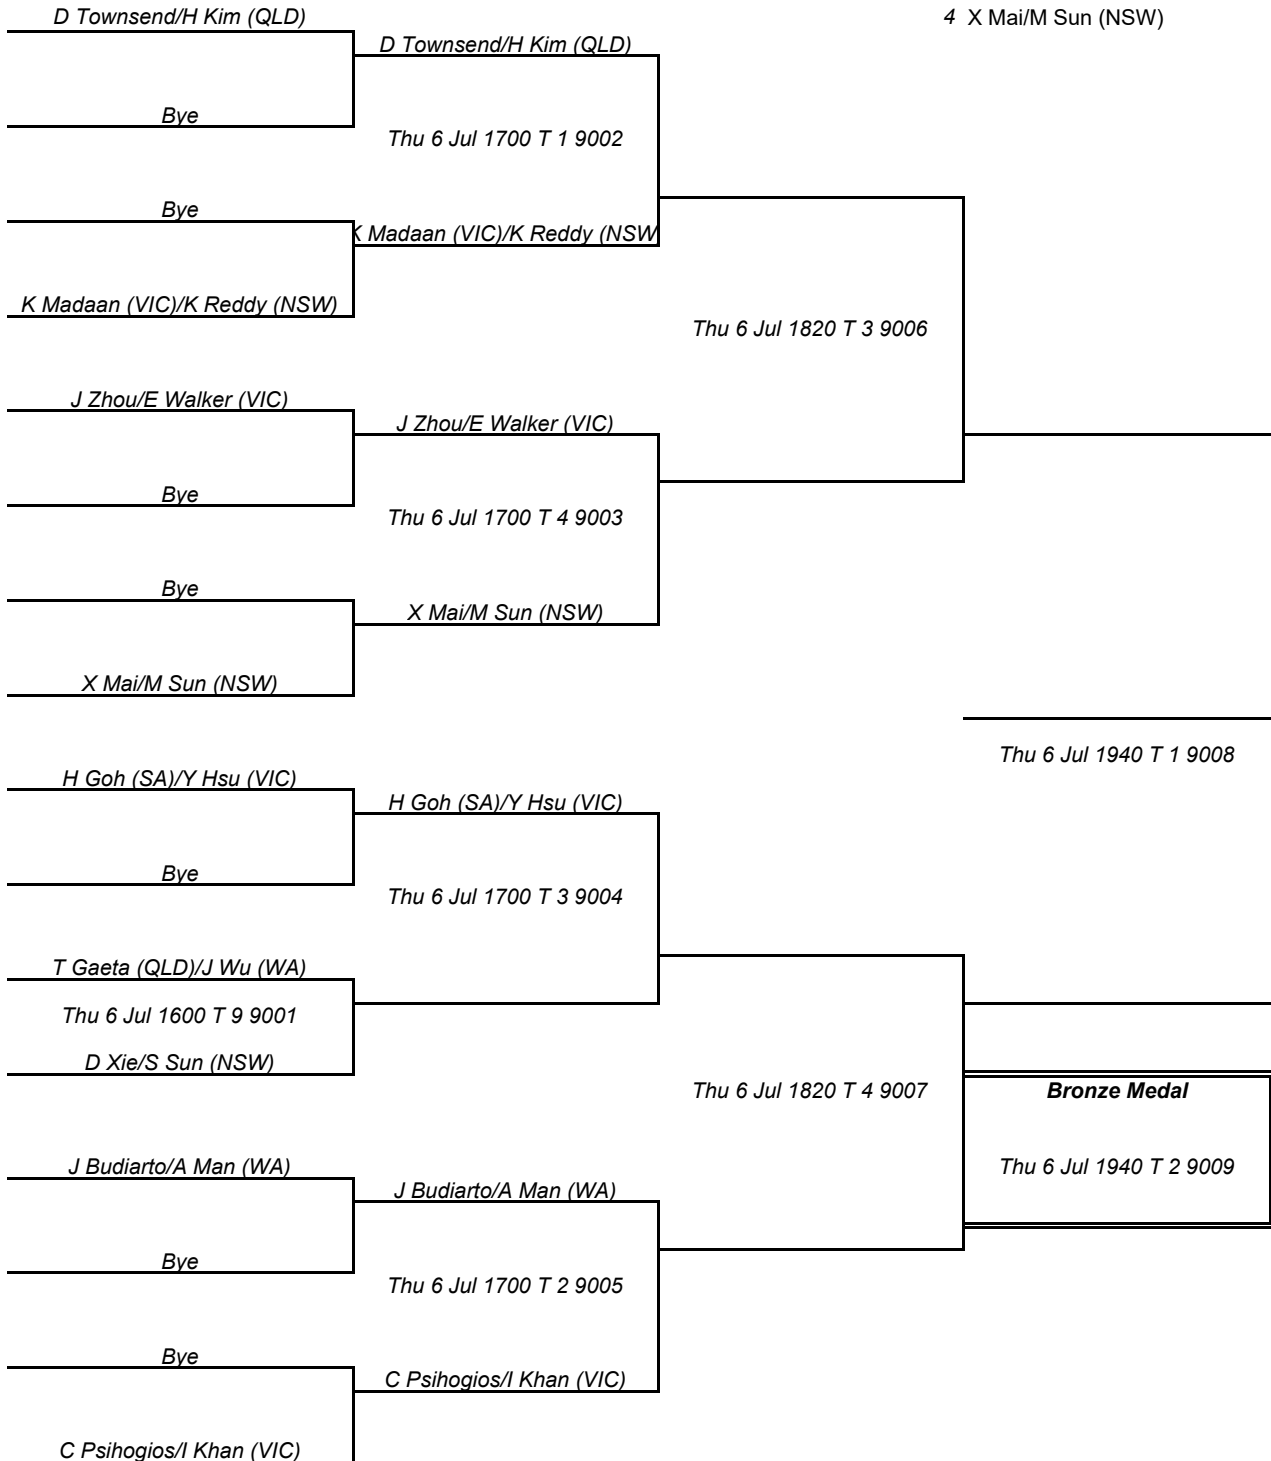 D Townsend/H Kim (QLD)
4 X Mai/M Sun (NSW)
D Townsend/H Kim (QLD)
Bye
Thu 6 Jul 1700 T 1 9002
Bye
K Madaan (VIC)/K Reddy (NSW
K Madaan (VIC)/K Reddy (NSW)
Thu 6 Jul 1820 T 3 9006
J Zhou/E Walker (VIC)
J Zhou/E Walker (VIC)
Bye
Thu 6 Jul 1700 T 4 9003
Bye
X Mai/M Sun (NSW)
X Mai/M Sun (NSW)
Thu 6 Jul 1940 T 1 9008
H Goh (SA)/Y Hsu (VIC)
H Goh (SA)/Y Hsu (VIC)
Bye
Thu 6 Jul 1700 T 3 9004
T Gaeta (QLD)/J Wu (WA)
Thu 6 Jul 1600 T 9 9001
D Xie/S Sun (NSW)
Thu 6 Jul 1820 T 4 9007
Bronze Medal
J Budiarto/A Man (WA)
Thu 6 Jul 1940 T 2 9009
J Budiarto/A Man (WA)
Bye
Thu 6 Jul 1700 T 2 9005
Bye
C Psihogios/I Khan (VIC)
C Psihogios/I Khan (VIC)